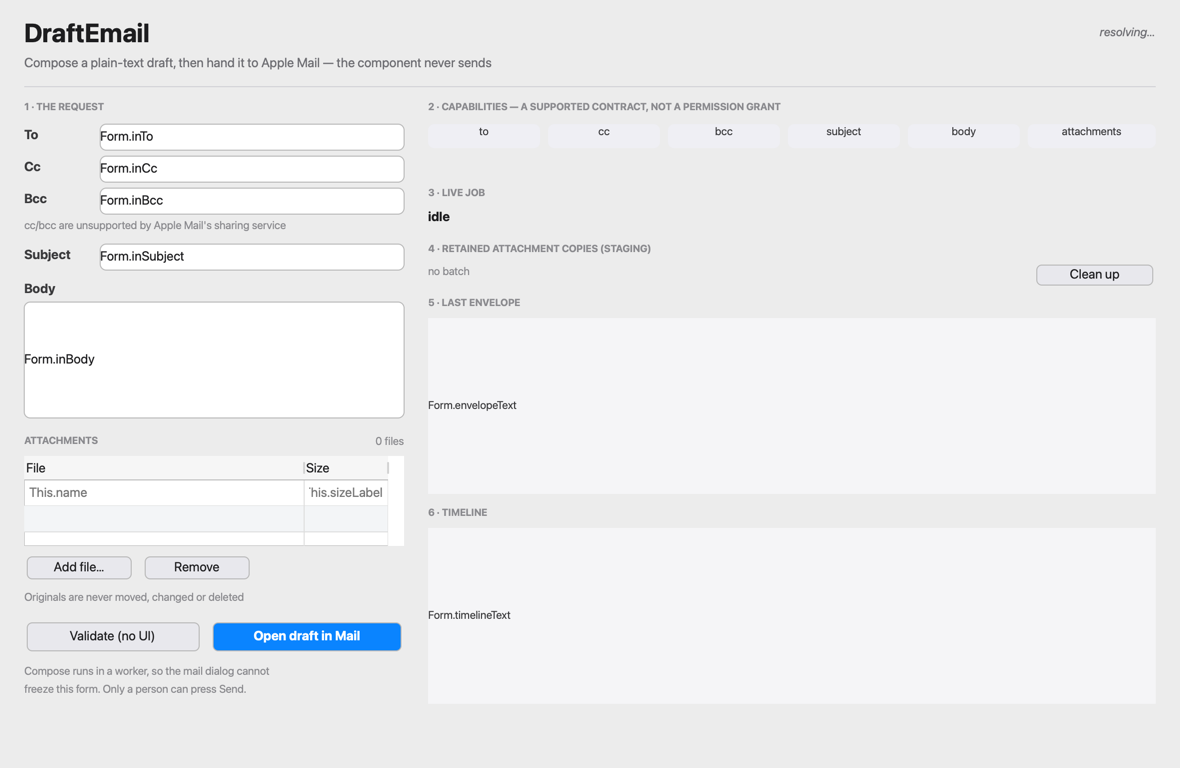 DraftEmail
resolving...
Compose a plain-text draft, then hand it to Apple Mail — the component never sends
1 · THE REQUEST
To
Form.inTo
Cc
Form.inCc
Bcc
Form.inBcc
cc/bcc are unsupported by Apple Mail's sharing service
Subject
Form.inSubject
Body
Form.inBody
ATTACHMENTS
0 files
File
Size
This.name
his.sizeLabel
Add file...
Remove
Originals are never moved, changed or deleted
Validate (no UI)
Open draft in Mail
Compose runs in a worker, so the mail dialog cannot
freeze this form. Only a person can press Send.
2 · CAPABILITIES — A SUPPORTED CONTRACT, NOT A PERMISSION GRANT
to
cc
bcc
subject
body
attachments
3 · LIVE JOB
idle
4 · RETAINED ATTACHMENT COPIES (STAGING)
no batch
Clean up
5 · LAST ENVELOPE
Form.envelopeText
6 · TIMELINE
Form.timelineText